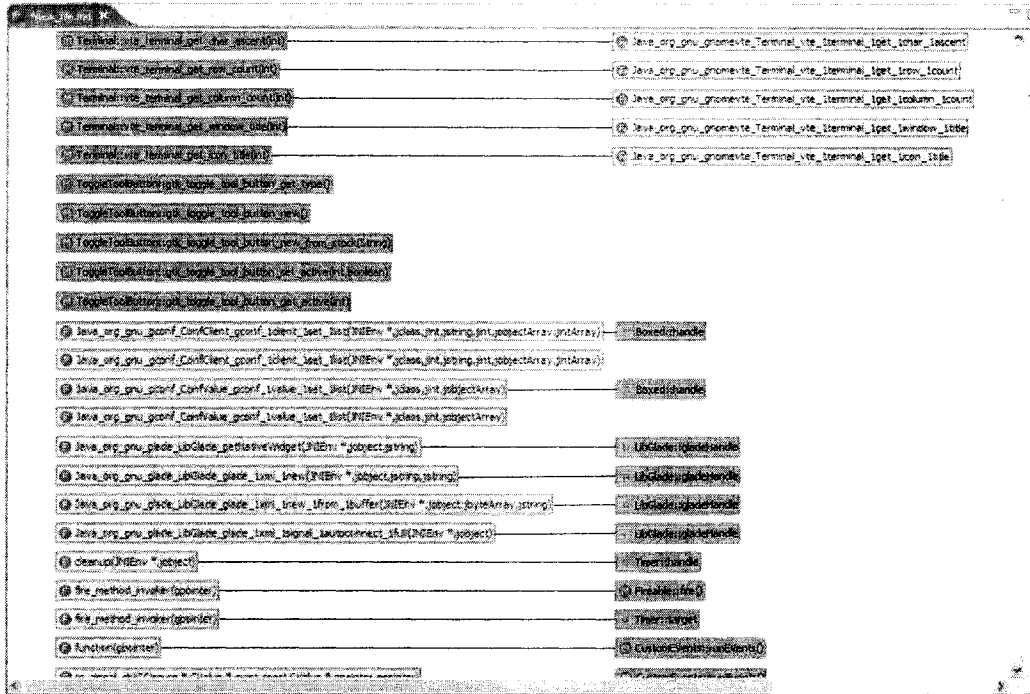 Terminal::vte_terminal_get_char_ascent(int) Java_org_gnu_gnomevte_Terminal_vte_1terminal_1get_1char_1ascent
Terminal::vte_terminal_get_row_count(int) Java_org_gnu_gnomevte_Terminal_vte_1terminal_1get_1row_1count
Terminal::vte_terminal_get_column_count(int) Java_org_gnu_gnomevte_Terminal_vte_1terminal_1get_1column_1count
Terminal::vte_terminal_get_window_title(int) Java_org_gnu_gnomevte_Terminal_vte_1terminal_1get_1window_1title
Terminal::vte_terminal_get_icon_title(int) Java_org_gnu_gnomevte_Terminal_vte_1terminal_1get_1icon_1title
ToggleToolButton::gtk_toggle_tool_button_get_type()
ToggleToolButton::gtk_toggle_tool_button_new()
ToggleToolButton::gtk_toggle_tool_button_new_from_stock(String)
ToggleToolButton::gtk_toggle_tool_button_set_active(int,boolean)
ToggleToolButton::gtk_toggle_tool_button_get_active(int)
Java_org_gnu_gconf_ConfClient_gconf_1client_1set_1list(JNIEnv *,jclass,jint,jstring,jint,jobjectArray,jintArray) Boxed::handle
Java_org_gnu_gconf_ConfClient_gconf_1client_1set_1list(JNIEnv *,jclass,jint,jstring,jint,jobjectArray,jintArray)
Java_org_gnu_gconf_ConfValue_gconf_1value_1set_1list(JNIEnv *,jclass,jint,jobjectArray) Boxed::handle
Java_org_gnu_gconf_ConfValue_gconf_1value_1set_1list(JNIEnv *,jclass,jint,jobjectArray)
Java_org_gnu_glade_LibGlade_getNativeWidget(JNIEnv *,jobject,jstring) LibGlade::gladeHandle
Java_org_gnu_glade_LibGlade_glade_1xml_1new(JNIEnv *,jobject,jstring,jstring) LibGlade::gladeHandle
Java_org_gnu_glade_LibGlade_glade_1xml_1new_1from_1buffer(JNIEnv *,jobject,jbyteArray,jstring) LibGlade::gladeHandle
Java_org_gnu_glade_LibGlade_glade_1xml_1signal_1autoconnect_1full(JNIEnv *,jobject) LibGlade::gladeHandle
cleanup(JNIEnv *,jobject) Timer::handle
fire_method_invoker(gpointer) Fireable::fire()
fire_method_invoker(gpointer) Timer::target
function(gpointer) CustomEvents::runEvents()